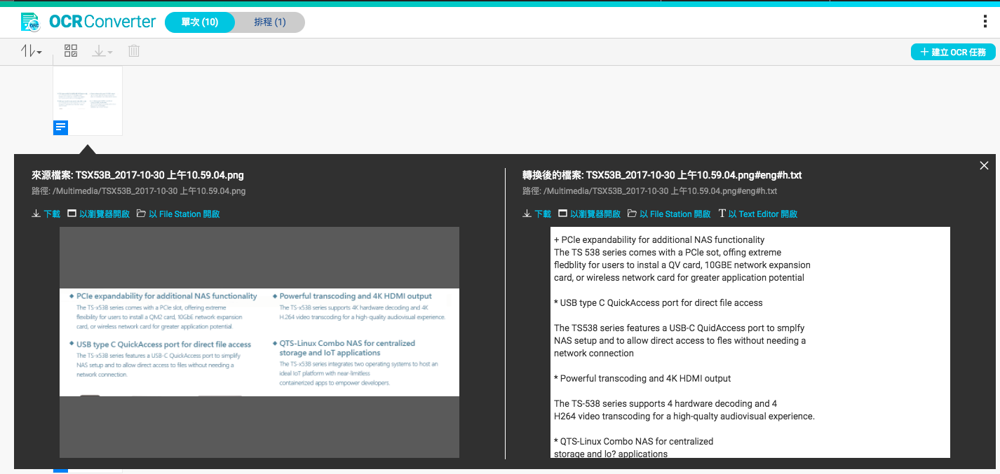 OCRConverter
單次 (10)
排程 (1)
建立 OCR 任務
來源檔案: TSX53B_2017-10-30 上午10.59.04.png
路徑: /Multimedia/TSX53B_2017-10-30 上午10.59.04.png
下載 以瀏覽器開啟 以 File Station 開啟
◆ PCIe expandability for additional NAS functionality
The TS-x53B series comes with a PCIe slot, offering extreme
flexibility for users to install a QM2 card, 10GbE network expansion
card, or wireless network card for greater application potential.
◆ USB type C QuickAccess port for direct file access
The TS-x53B series features a USB-C QuickAccess port to simplify
NAS setup and to allow direct access to files without needing a
network connection.
◆ Powerful transcoding and 4K HDMI output
The TS-x53B series supports 4K hardware decoding and 4K
H.264 video transcoding for a high-quality audiovisual experience.
◆ QTS-Linux Combo NAS for centralized
storage and IoT applications
The TS-x53B series integrates two operating systems to host an
ideal IoT platform with near-limitless
containerized apps to empower developers.
轉換後的檔案: TSX53B_2017-10-30 上午10.59.04.png#eng#h.txt
路徑: /Multimedia/TSX53B_2017-10-30 上午10.59.04.png#eng#h.txt
下載 以瀏覽器開啟 以 File Station 開啟 T 以 Text Editor 開啟
+ PCle expandability for additional NAS functionality
The TS 538 series comes with a PCle sot, offing extreme
fledblity for users to instal a QV card, 10GBE network expansion
card, or wireless network card for greater application potential
* USB type C QuickAccess port for direct file access
The TS538 series features a USB-C QuidAccess port to smplfy
NAS setup and to allow direct access to fles without needing a
network connection
* Powerful transcoding and 4K HDMI output
The TS-538 series supports 4 hardware decoding and 4
H264 video transcoding for a high-qualty audiovisual experience.
* QTS-Linux Combo NAS for centralized
storage and lo? applications